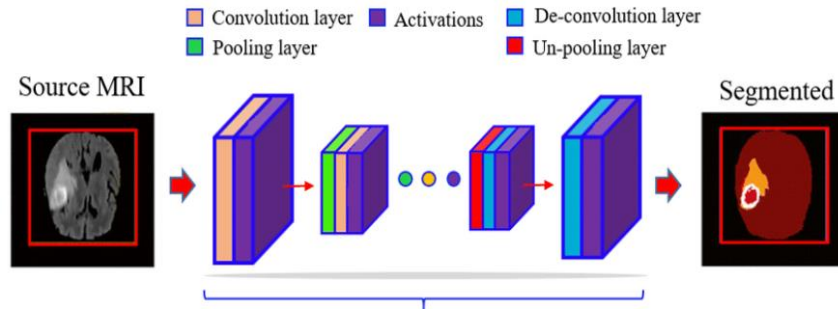 Convolution layer Activations De-convolution layer
Pooling layer Un-pooling layer
Source MRI Segmented